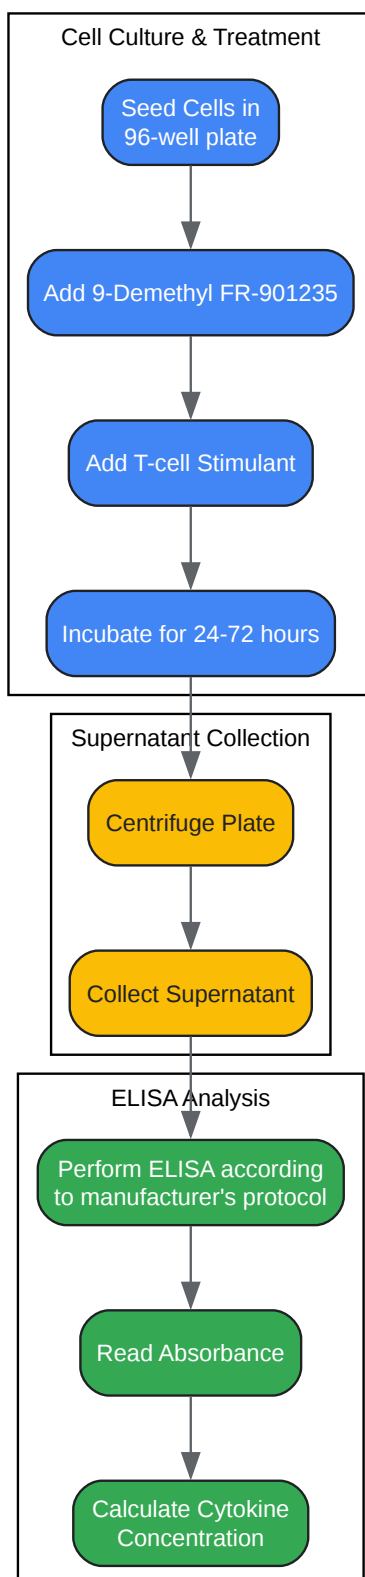 Cell Culture & Treatment
Seed Cells in
96-well plate
Add 9-Demethyl FR-901235
Add T-cell Stimulant
Incubate for 24-72 hours
Supernatant Collection
Centrifuge Plate
Collect Supernatant
ELISA Analysis
Perform ELISA according
to manufacturer's protocol
Read Absorbance
Calculate Cytokine
Concentration